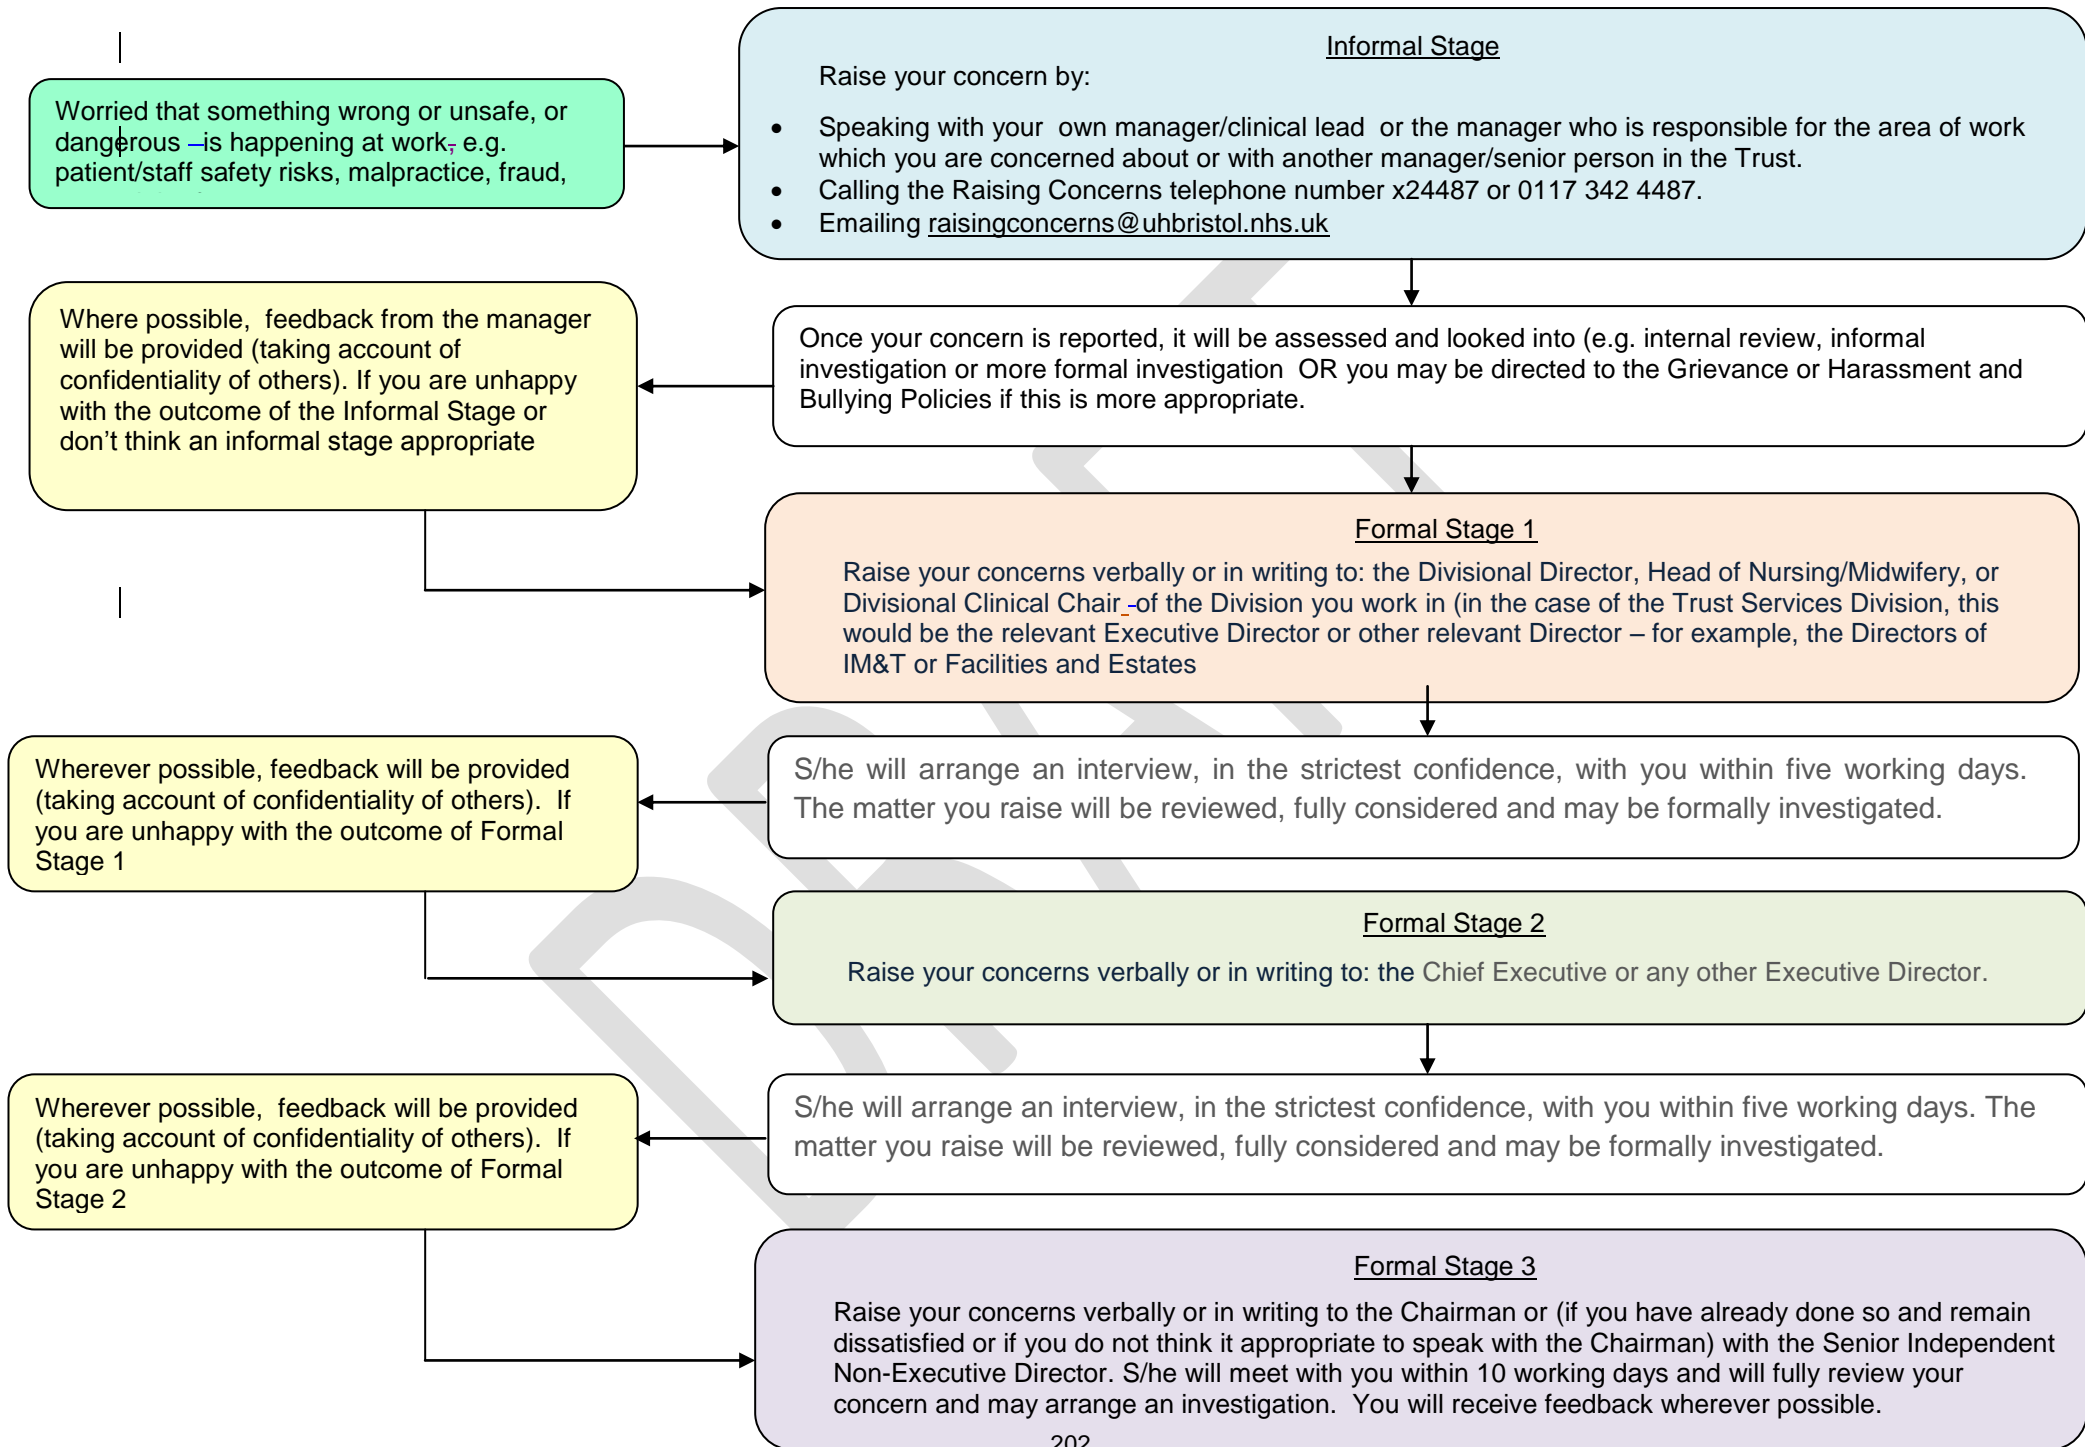 Informal Stage
Raise your concern by:
• Speaking with your own manager/clinical lead or the manager who is responsible for the area of work
which you are concerned about or with another manager/senior person in the Trust.
• Calling the Raising Concerns telephone number x24487 or 0117 342 4487.
• Emailing raisingconcerns@uhbristol.nhs.uk
Worried that something wrong or unsafe, or
dangerous –is happening at work, e.g.
patient/staff safety risks, malpractice, fraud,
Once your concern is reported, it will be assessed and looked into (e.g. internal review, informal
investigation or more formal investigation OR you may be directed to the Grievance or Harassment and
Bullying Policies if this is more appropriate.
Where possible, feedback from the manager
will be provided (taking account of
confidentiality of others). If you are unhappy
with the outcome of the Informal Stage or
don't think an informal stage appropriate
Formal Stage 1
Raise your concerns verbally or in writing to: the Divisional Director, Head of Nursing/Midwifery, or
Divisional Clinical Chair -of the Division you work in (in the case of the Trust Services Division, this
would be the relevant Executive Director or other relevant Director – for example, the Directors of
IM&T or Facilities and Estates
S/he will arrange an interview, in the strictest confidence, with you within five working days.
The matter you raise will be reviewed, fully considered and may be formally investigated.
Wherever possible, feedback will be provided
(taking account of confidentiality of others). If
you are unhappy with the outcome of Formal
Stage 1
Formal Stage 2
Raise your concerns verbally or in writing to: the Chief Executive or any other Executive Director.
S/he will arrange an interview, in the strictest confidence, with you within five working days. The
matter you raise will be reviewed, fully considered and may be formally investigated.
Wherever possible, feedback will be provided
(taking account of confidentiality of others). If
you are unhappy with the outcome of Formal
Stage 2
Formal Stage 3
Raise your concerns verbally or in writing to the Chairman or (if you have already done so and remain
dissatisfied or if you do not think it appropriate to speak with the Chairman) with the Senior Independent
Non-Executive Director. S/he will meet with you within 10 working days and will fully review your
concern and may arrange an investigation. You will receive feedback wherever possible.
202
DRAFT